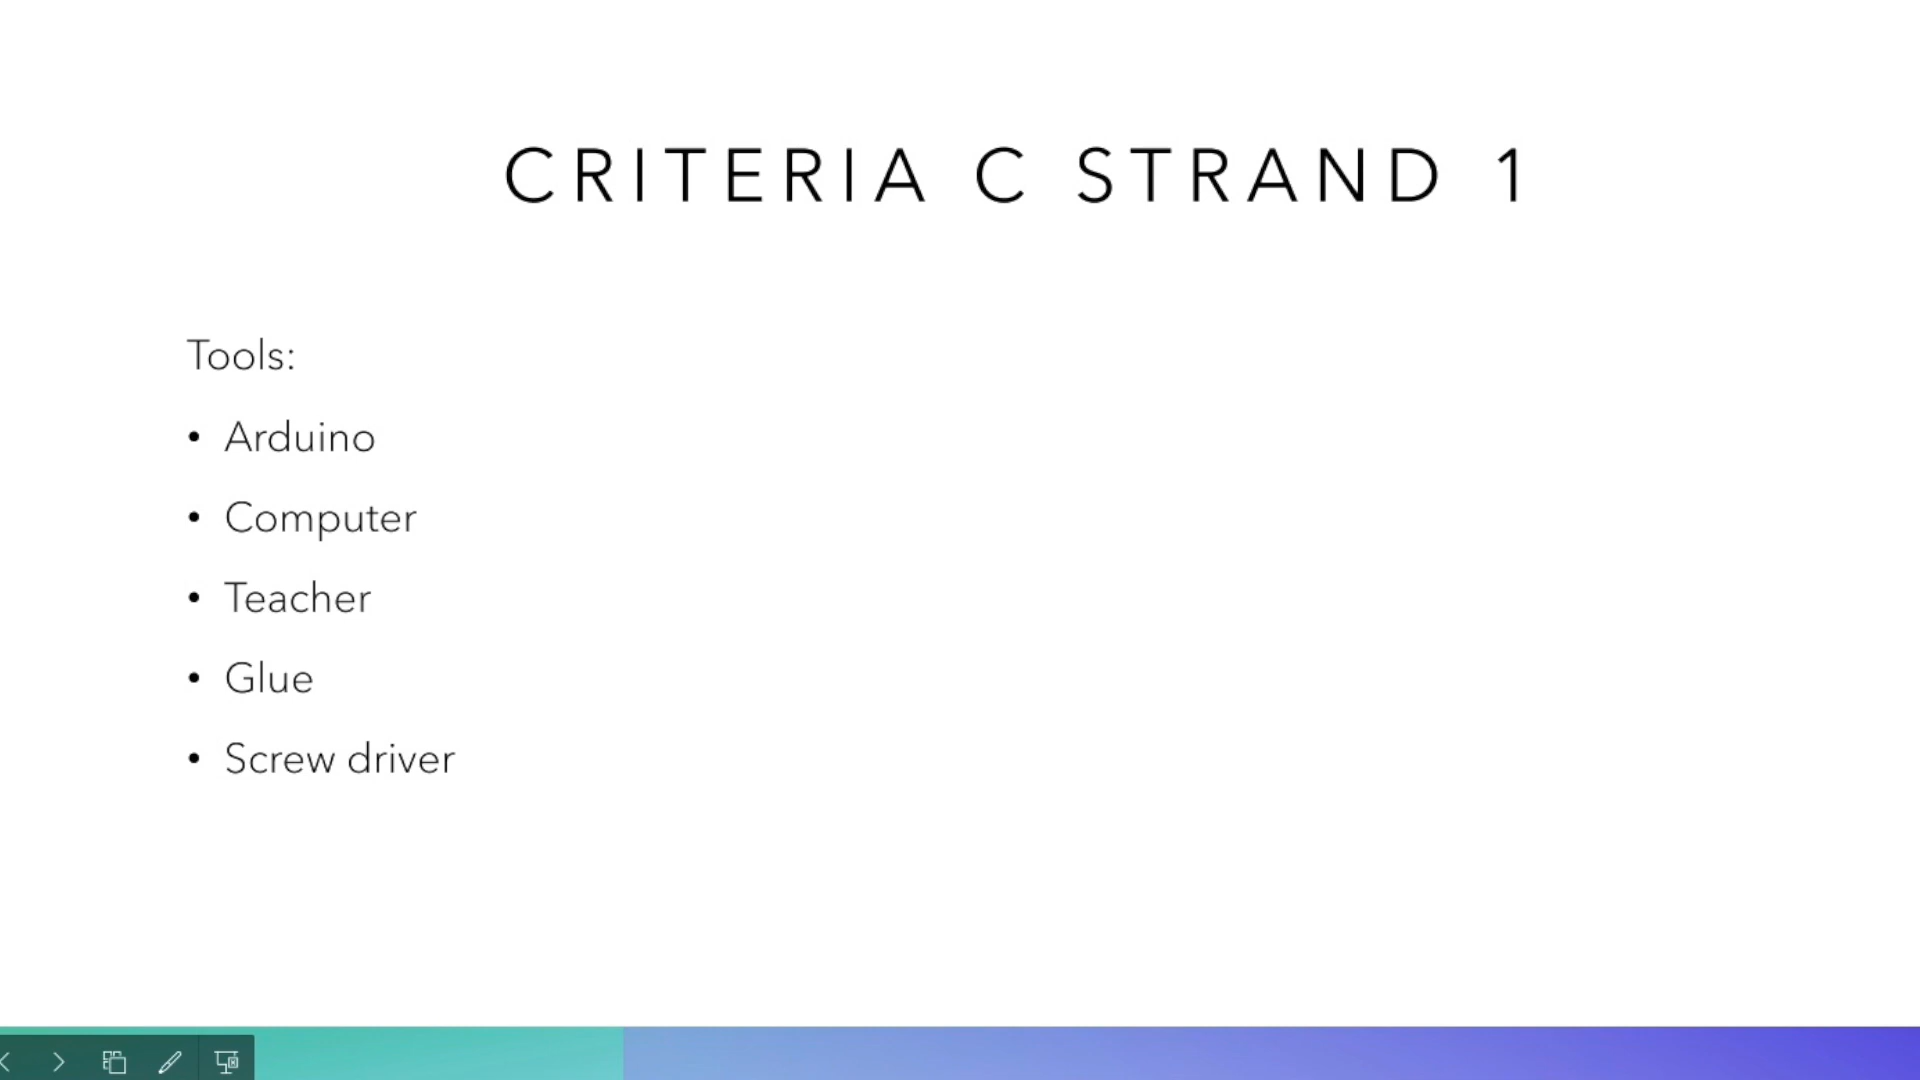 CRITERIA C STRAND 1
Tools:
• Arduino
• Computer
• Teacher
• Glue
• Screw driver